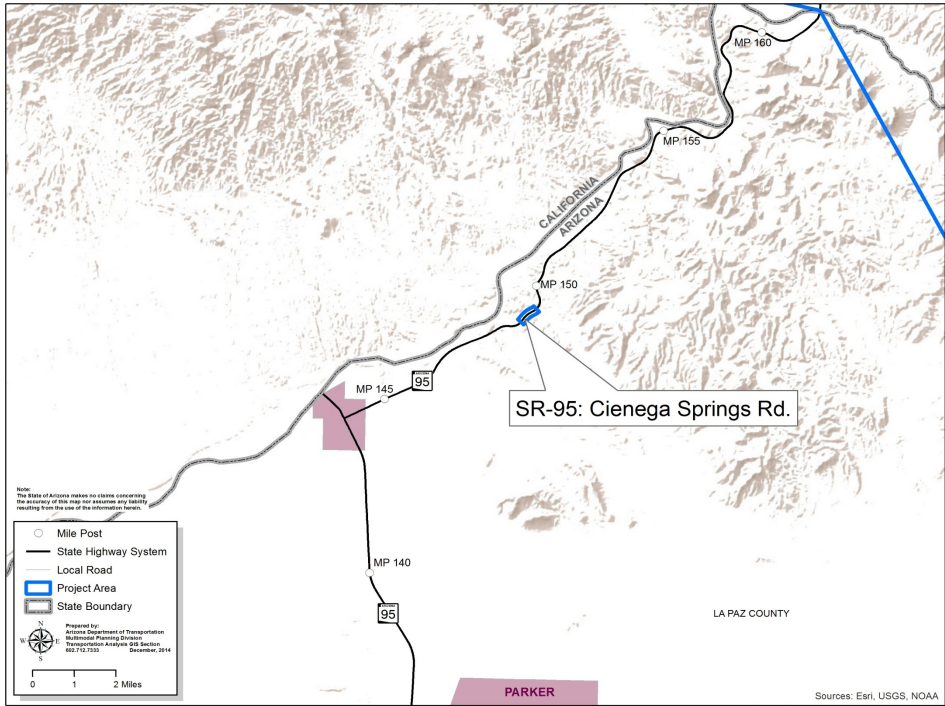 MP 160
MP 155
CALIFORNIA
ARIZONA
MP 150
ARIZONA
95
MP 145
SR-95: Cienega Springs Rd.
Note:
The State of Arizona makes no claims concerning
the accuracy of this map nor assumes any liability
resulting from the use of the information herein.
Mile Post
State Highway System
Local Road
Project Area
State Boundary
N
W E
S
Prepared by:
Arizona Department of Transportation
Multimodal Planning Division
Transportation Analysis GIS Section
602.712.7333 December, 2014
0 1 2 Miles
MP 140
ARIZONA
95
LA PAZ COUNTY
PARKER
Sources: Esri, USGS, NOAA